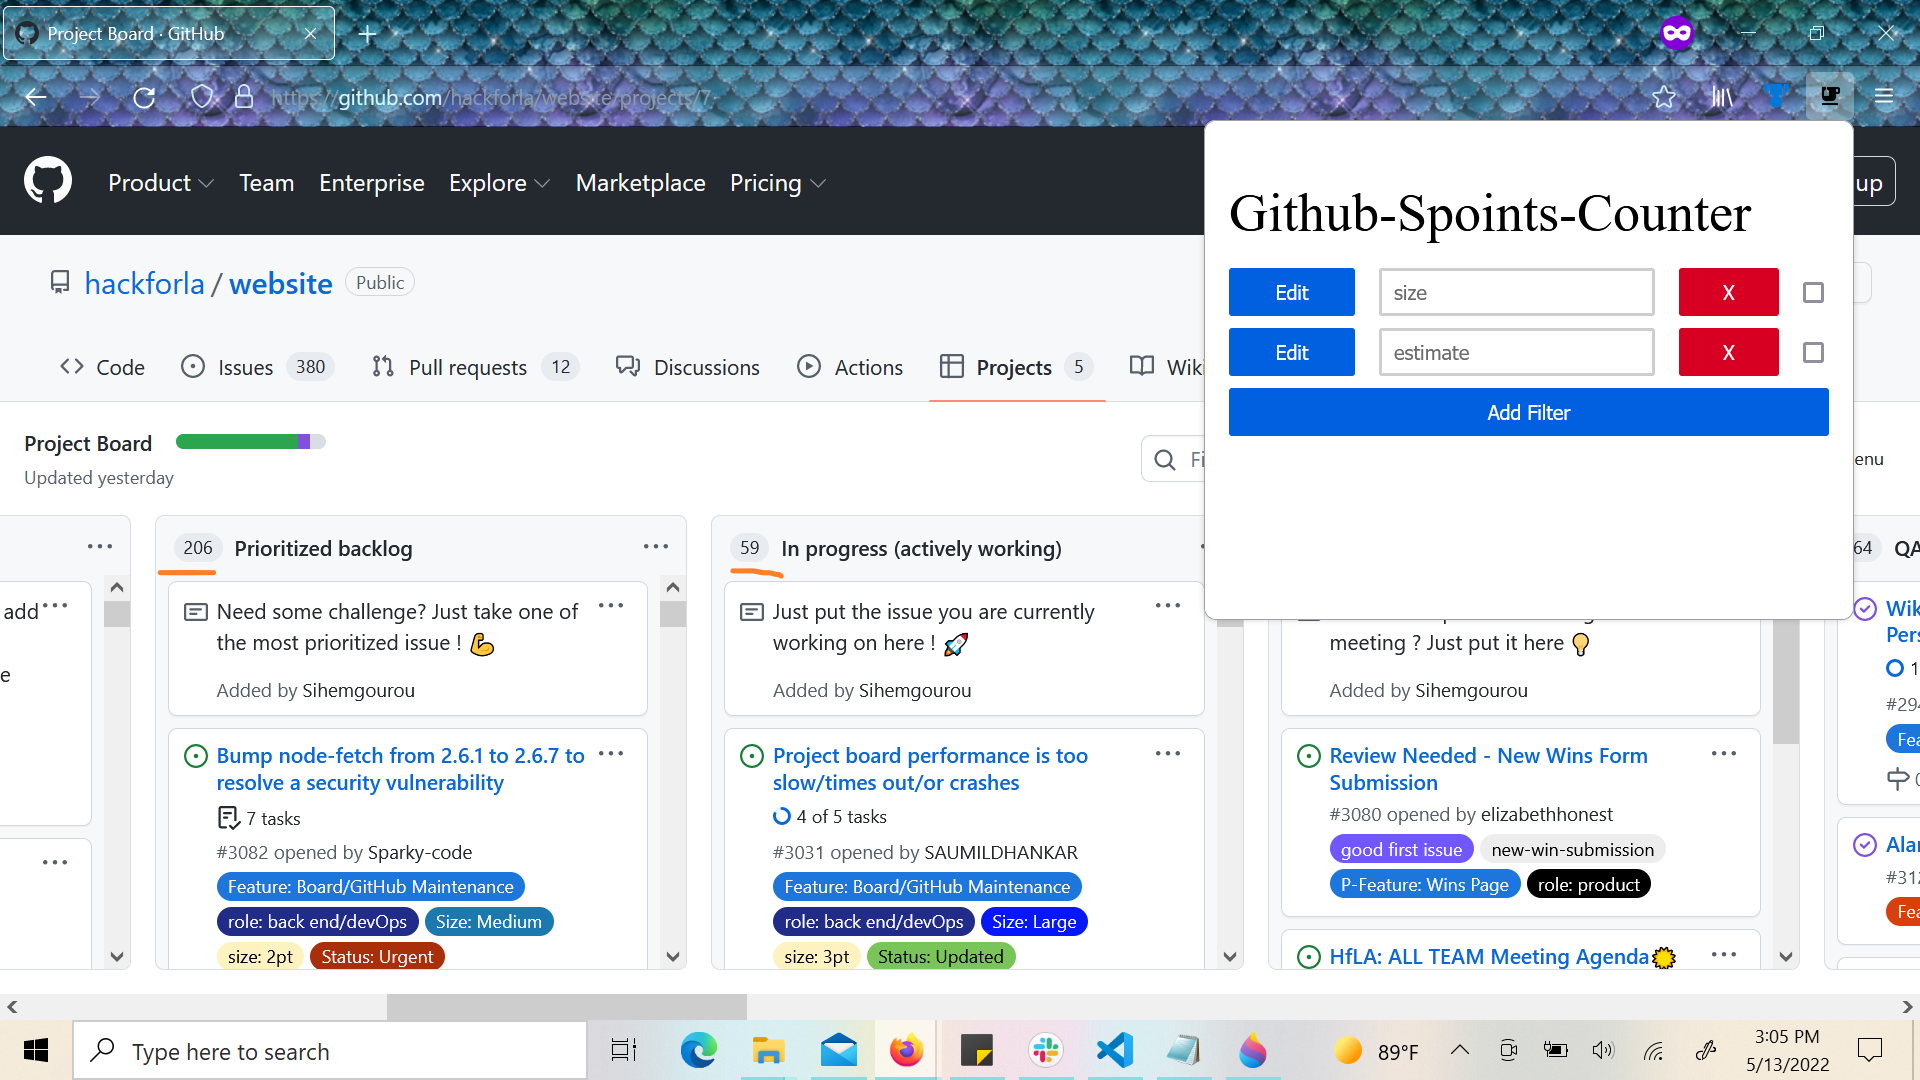 Project Board · GitHub
https://github.com/hackforla/website/projects/7
Product
Team
Enterprise
Explore
Marketplace
Pricing
up
Github-Spoints-Counter
Edit
size
X
Edit
estimate
X
Add Filter
hackforla / website
Public
Code
Issues 380
Pull requests 12
Discussions
Actions
Projects 5
Wiki
Project Board
Updated yesterday
Fi
enu
206 Prioritized backlog
59 In progress (actively working)
64 QA
add
e
Need some challenge? Just take one of
the most prioritized issue ! 💪
Added by Sihemgourou
Bump node-fetch from 2.6.1 to 2.6.7 to
resolve a security vulnerability
7 tasks
#3082 opened by Sparky-code
Feature: Board/GitHub Maintenance
role: back end/devOps Size: Medium
size: 2pt Status: Urgent
Just put the issue you are currently
working on here ! 🚀
Added by Sihemgourou
Project board performance is too
slow/times out/or crashes
4 of 5 tasks
#3031 opened by SAUMILDHANKAR
Feature: Board/GitHub Maintenance
role: back end/devOps Size: Large
size: 3pt Status: Updated
meeting ? Just put it here 💡
Added by Sihemgourou
Review Needed - New Wins Form
Submission
#3080 opened by elizabethhonest
good first issue new-win-submission
P-Feature: Wins Page role: product
HfLA: ALL TEAM Meeting Agenda
Wik
Pers
1
#294
Fea
Alar
#312
Fea
Type here to search
89°F
3:05 PM
5/13/2022